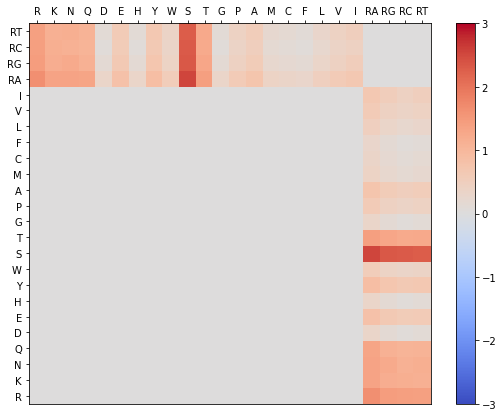 R K N Q D E H Y W S T G P A M C F L V I RA RG RC RT
RT
RC
RG
RA
I
V
L
F
C
M
A
P
G
T
S
W
Y
H
E
D
Q
N
K
R
3
2
1
0
−1
−2
−3